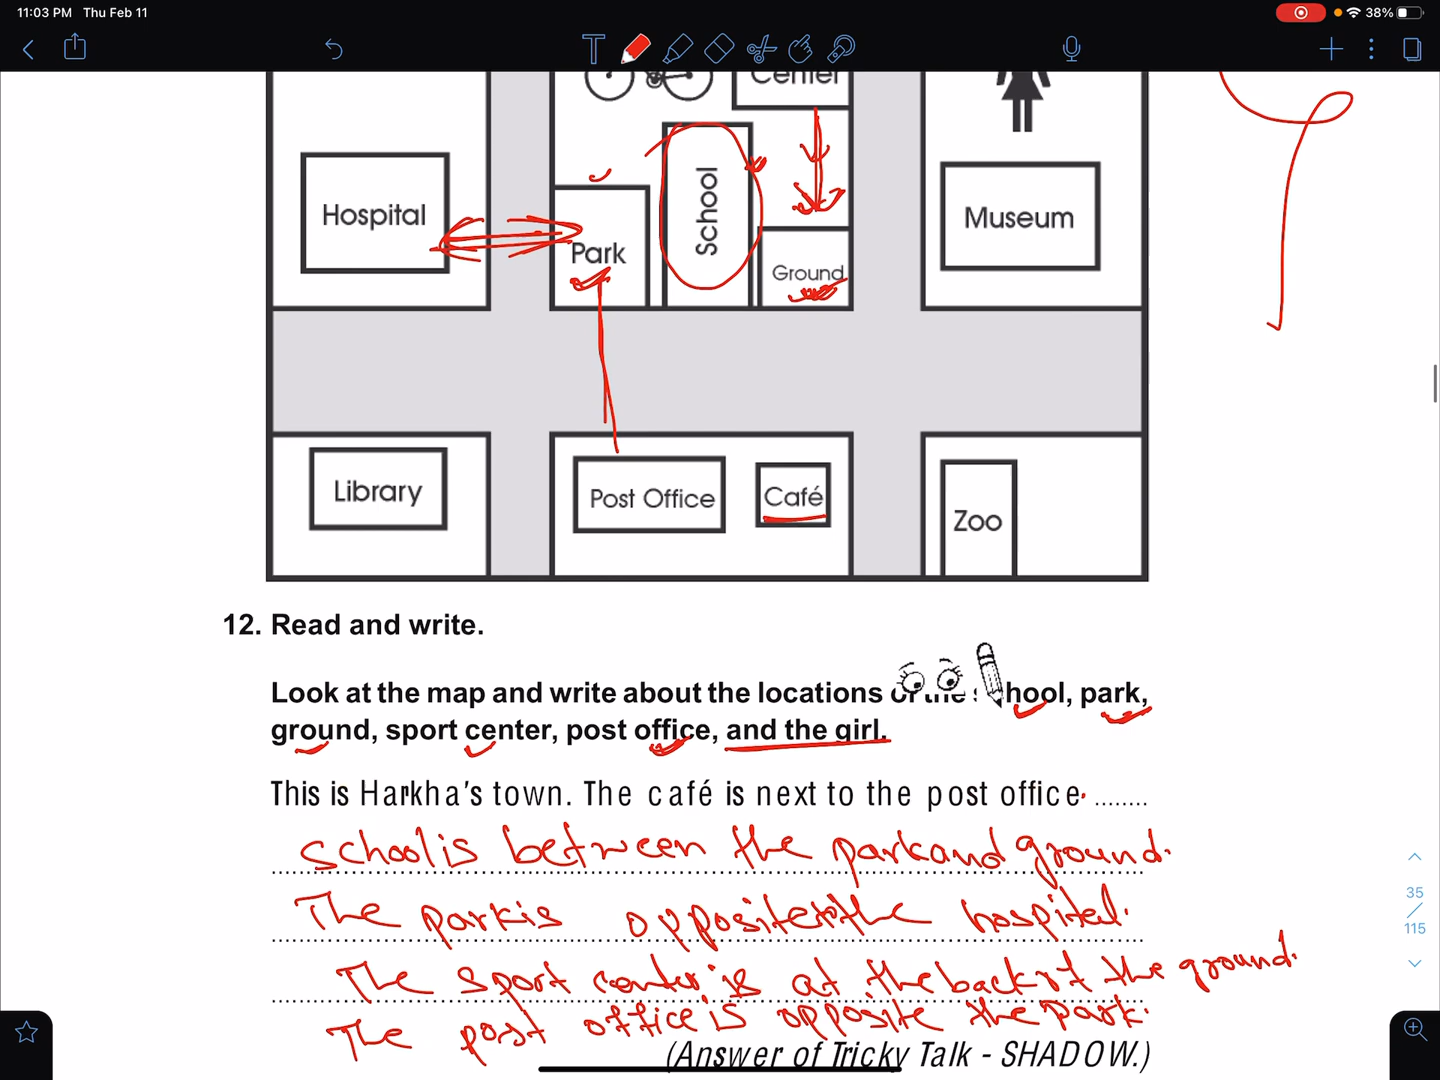 11:03 PM Thu Feb 11
38%
Center
Hospital
School
Park
Ground
Museum
Library
Post Office
Café
Zoo
12. Read and write.
Look at the map and write about the locations of the school, park,
ground, sport center, post office, and the girl.
This is Harkha's town. The café is next to the post office. ........
School is between the park and ground.
The park is opposite to the hospital.
The sport center is at the back of the ground.
The post office is opposite the park.
(Answer of Tricky Talk - SHADOW.)
35
115